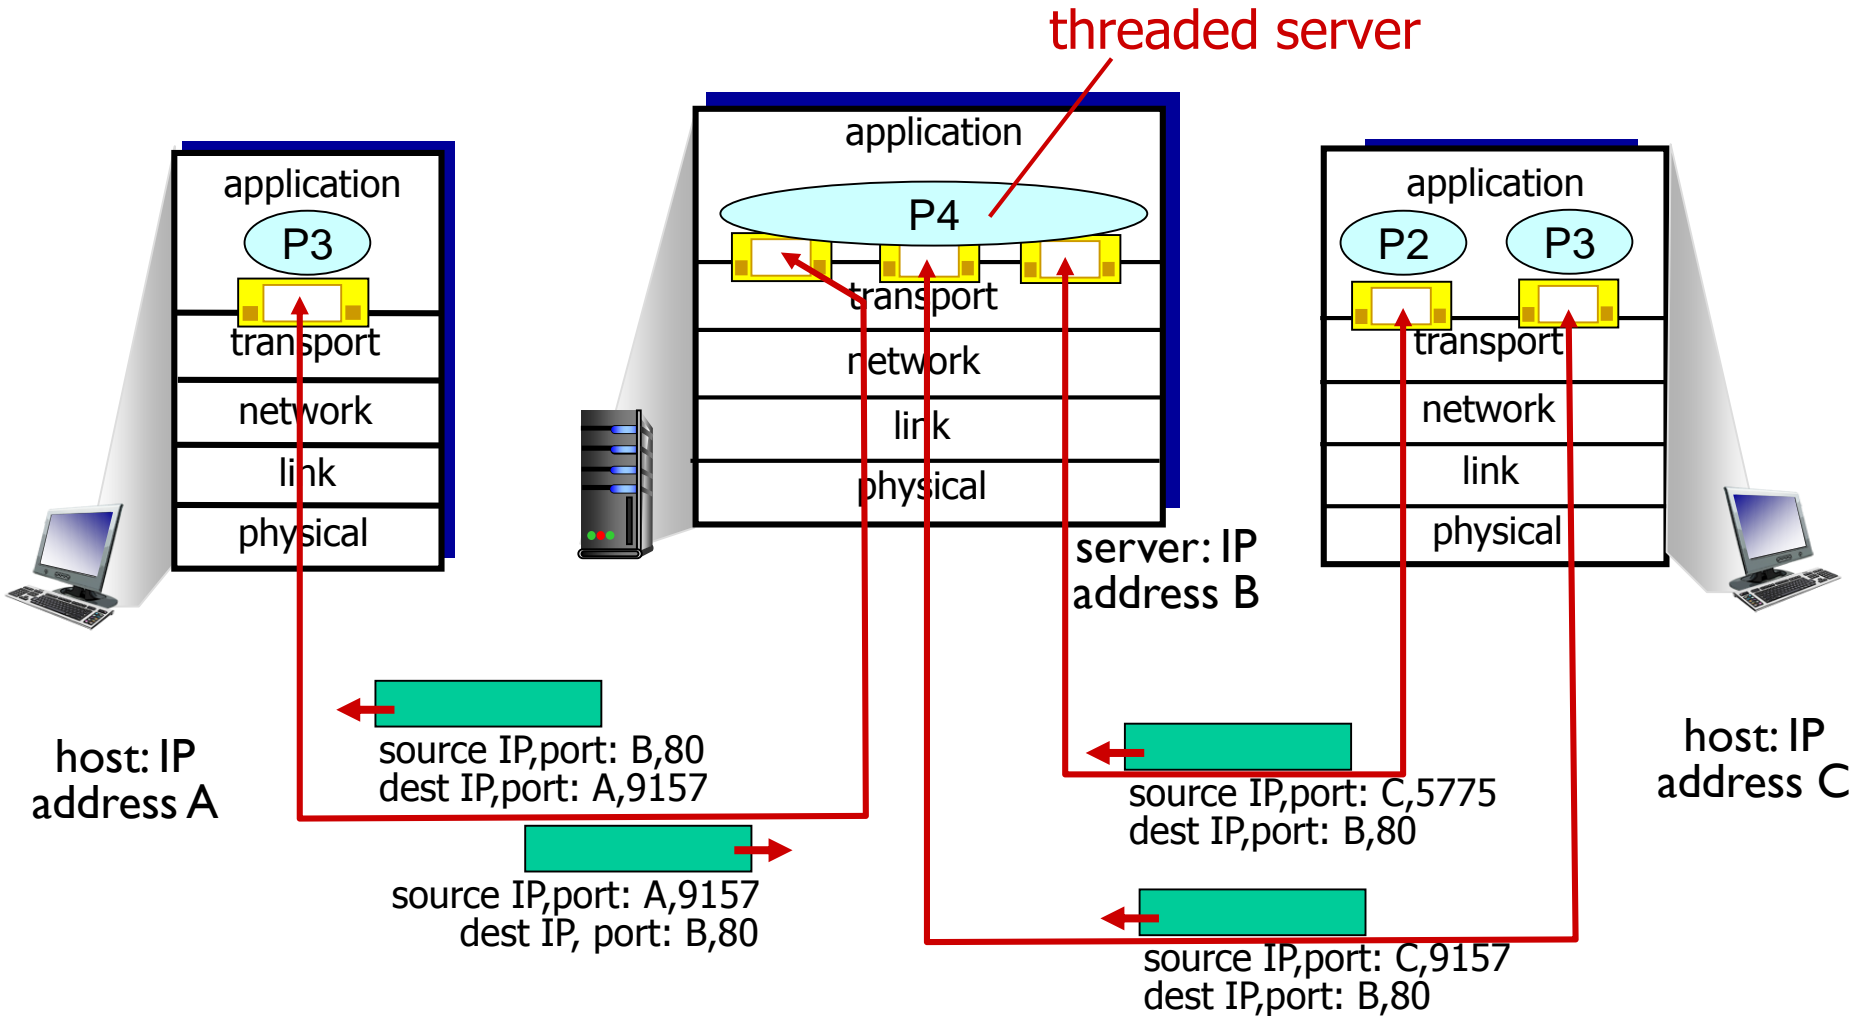 threaded server
application
P3
transport
network
link
physical
application
P4
transport
network
link
physical
application
P2
P3
transport
network
link
physical
server: IP
address B
host: IP
address A
source IP,port: B,80
dest IP,port: A,9157
source IP,port: A,9157
dest IP, port: B,80
source IP,port: C,5775
dest IP,port: B,80
source IP,port: C,9157
dest IP,port: B,80
host: IP
address C